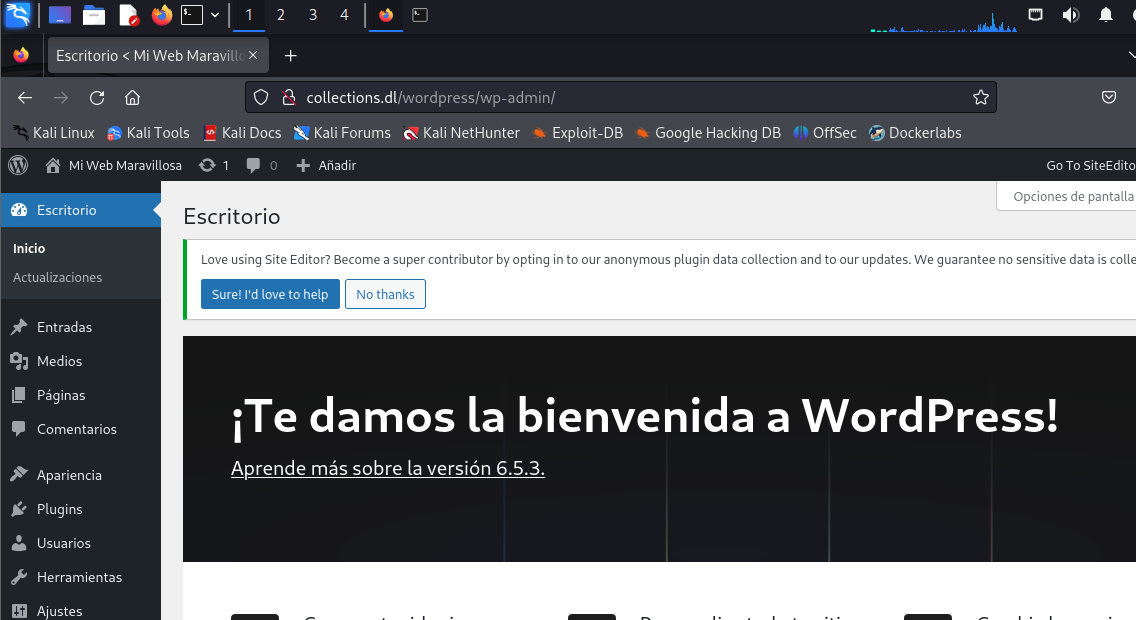 1 2 3 4
Escritorio < Mi Web Maravillo
collections.dl/wordpress/wp-admin/
Kali Linux Kali Tools Kali Docs Kali Forums Kali NetHunter Exploit-DB Google Hacking DB OffSec Dockerlabs
Mi Web Maravillosa 1 0 Añadir Go To SiteEdito
Opciones de pantalla
Escritorio
Escritorio
Inicio
Love using Site Editor? Become a super contributor by opting in to our anonymous plugin data collection and to our updates. We guarantee no sensitive data is colle
Actualizaciones
Sure! I'd love to help No thanks
Entradas
Medios
Páginas
Comentarios
¡Te damos la bienvenida a WordPress!
Aprende más sobre la versión 6.5.3.
Apariencia
Plugins
Usuarios
Herramientas
Ajustes